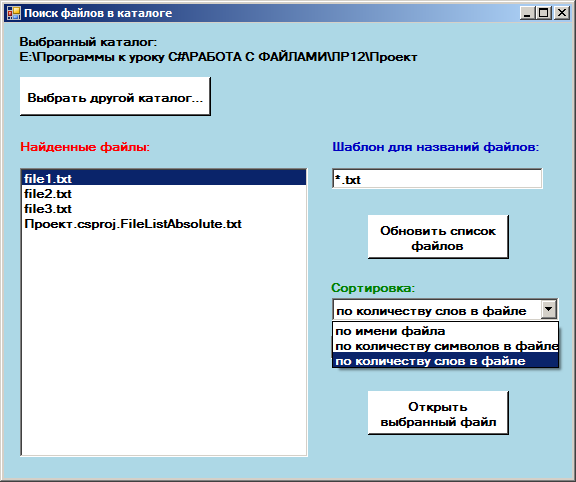 Поиск файлов в каталоге
Выбранный каталог:
E:\Программы к уроку C#\РАБОТА С ФАЙЛАМИ\ЛР12\Проект
Выбрать другой каталог...
Найденные файлы:
file1.txt
file2.txt
file3.txt
Проект.csproj.FileListAbsolute.txt
Шаблон для названий файлов:
*.txt
Обновить список
файлов
Сортировка:
по количеству слов в файле
по имени файла
по количеству символов в файле
по количеству слов в файле
Открыть
выбранный файл